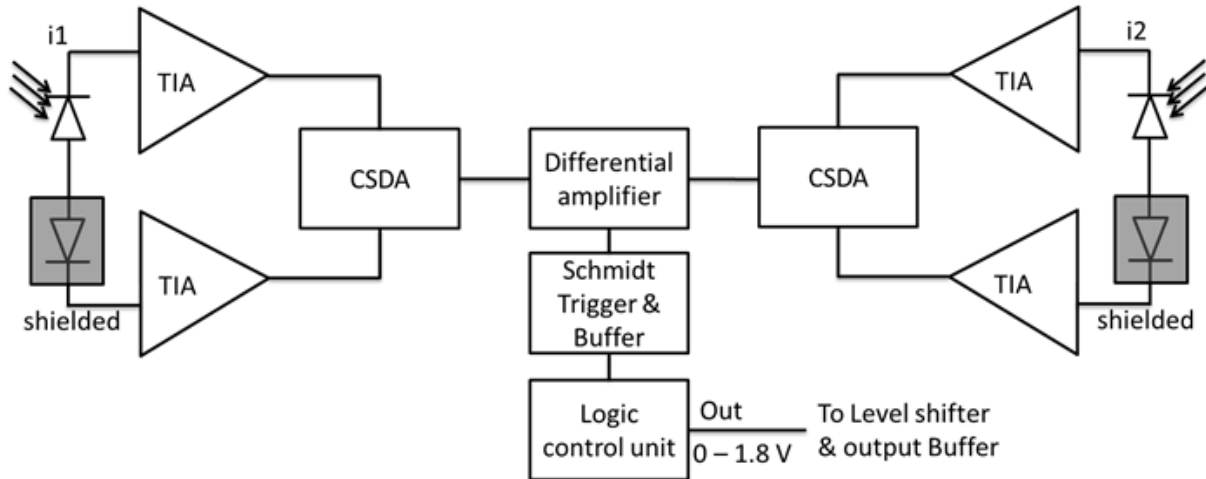 i1
i2
TIA
TIA
CSDA
Differential
amplifier
CSDA
TIA
TIA
shielded
shielded
Schmidt
Trigger &
Buffer
Logic
control unit
Out
0 – 1.8 V
To Level shifter
& output Buffer